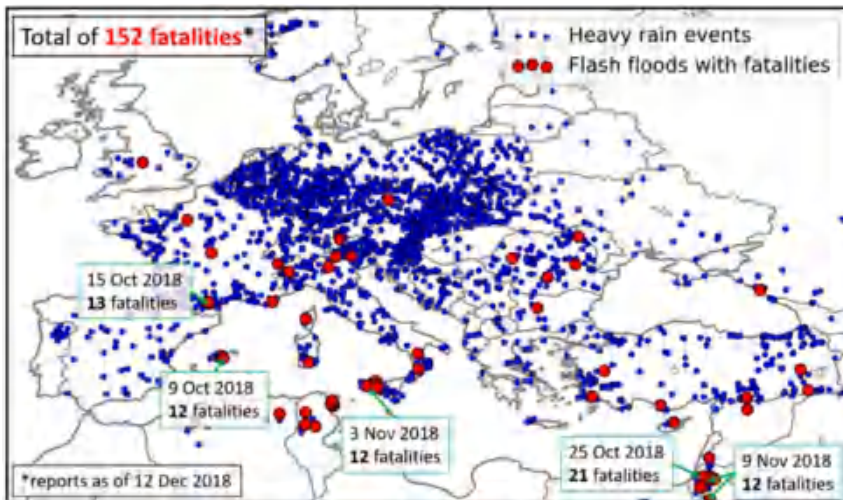 Total of 152 fatalities*
Heavy rain events
Flash floods with fatalities
15 Oct 2018
13 fatalities
9 Oct 2018
12 fatalities
3 Nov 2018
12 fatalities
25 Oct 2018
21 fatalities
9 Nov 2018
12 fatalities
*reports as of 12 Dec 2018